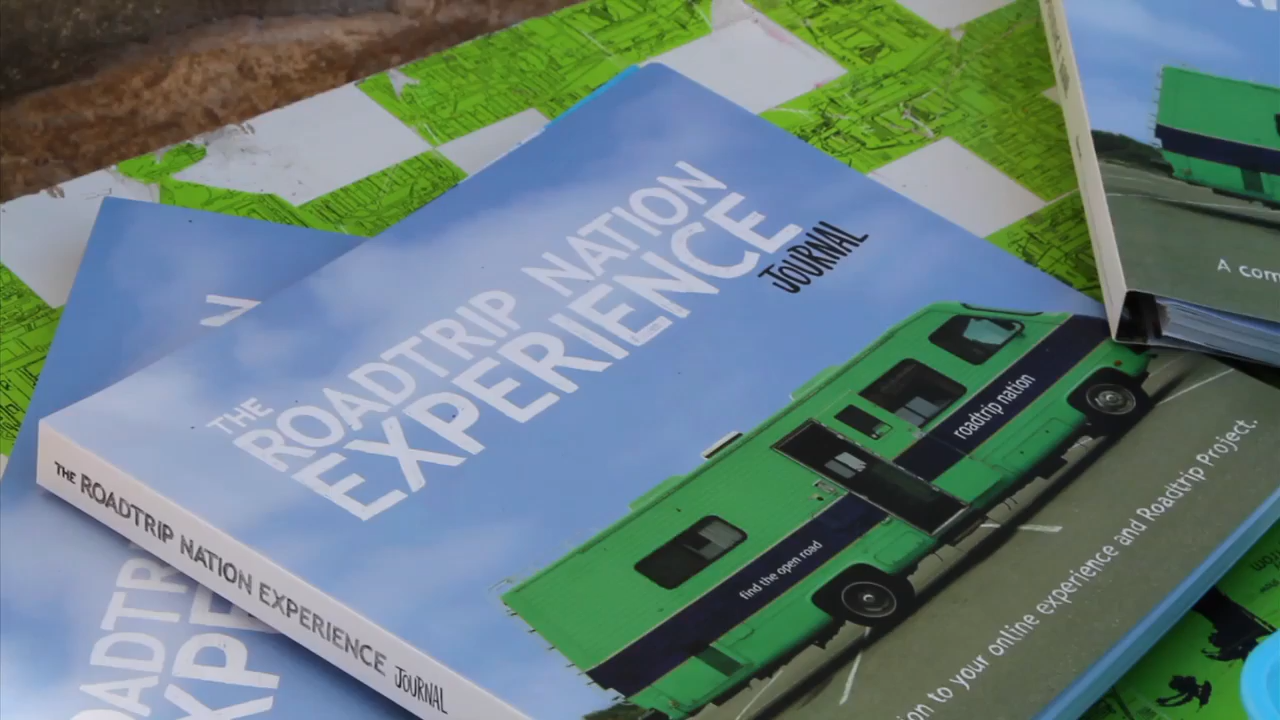 THE
ROADTRIP NATION
EXPERIENCE
JOURNAL
roadtrip nation
find the open road
to your online experience and Roadtrip Project.
THE ROADTRIP NATION EXPERIENCE JOURNAL
A